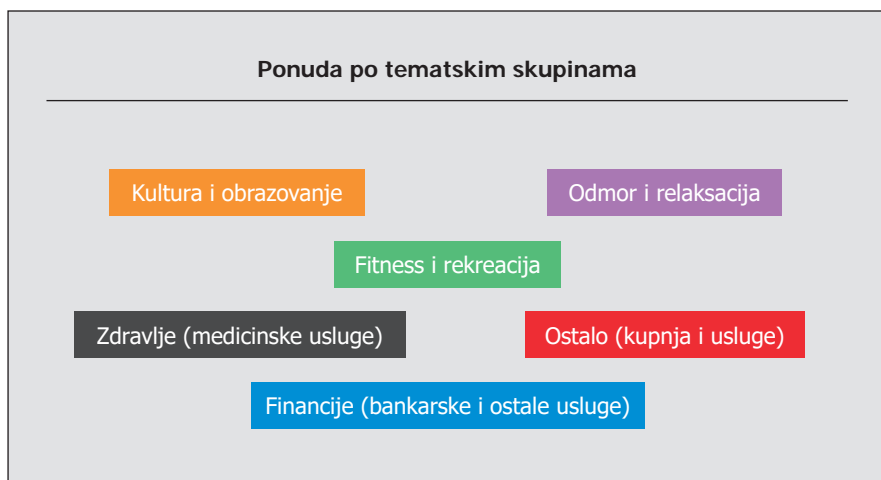 Ponuda po tematskim skupinama
Kultura i obrazovanje
Odmor i relaksacija
Fitness i rekreacija
Zdravlje (medicinske usluge)
Ostalo (kupnja i usluge)
Financije (bankarske i ostale usluge)